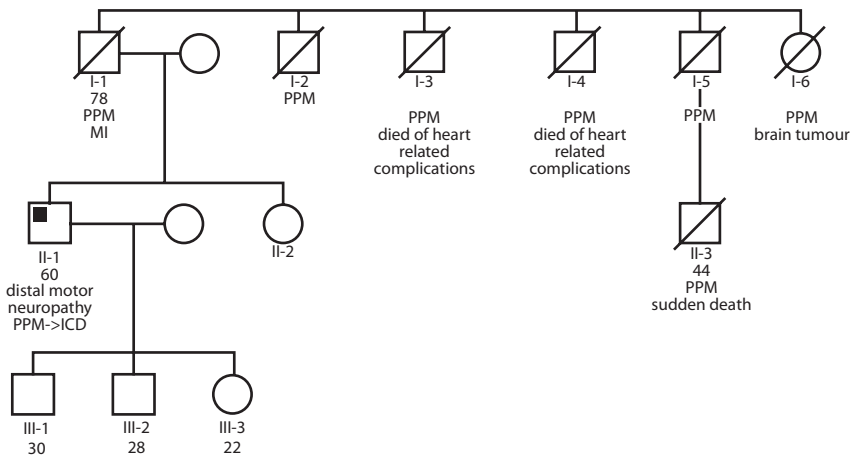 I-1
78
PPM
MI
I-2
PPM
I-3
PPM
died of heart
related
complications
I-4
PPM
died of heart
related
complications
I-5
PPM
I-6
PPM
brain tumour
II-1
60
distal motor
neuropathy
PPM->ICD
II-2
II-3
44
PPM
sudden death
III-1
30
III-2
28
III-3
22